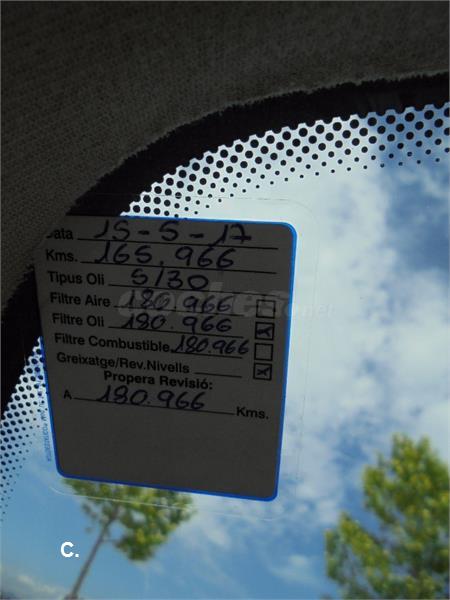 Data 15-5-17
Kms. 165.966
Tipus Oli 5/30
Filtre Aire 180.966
Filtre Oli 180.966
Filtre Combustible 180.966
Greixatge/Rev.Nivells
Propera Revisió:
A 180.966 Kms.
C.